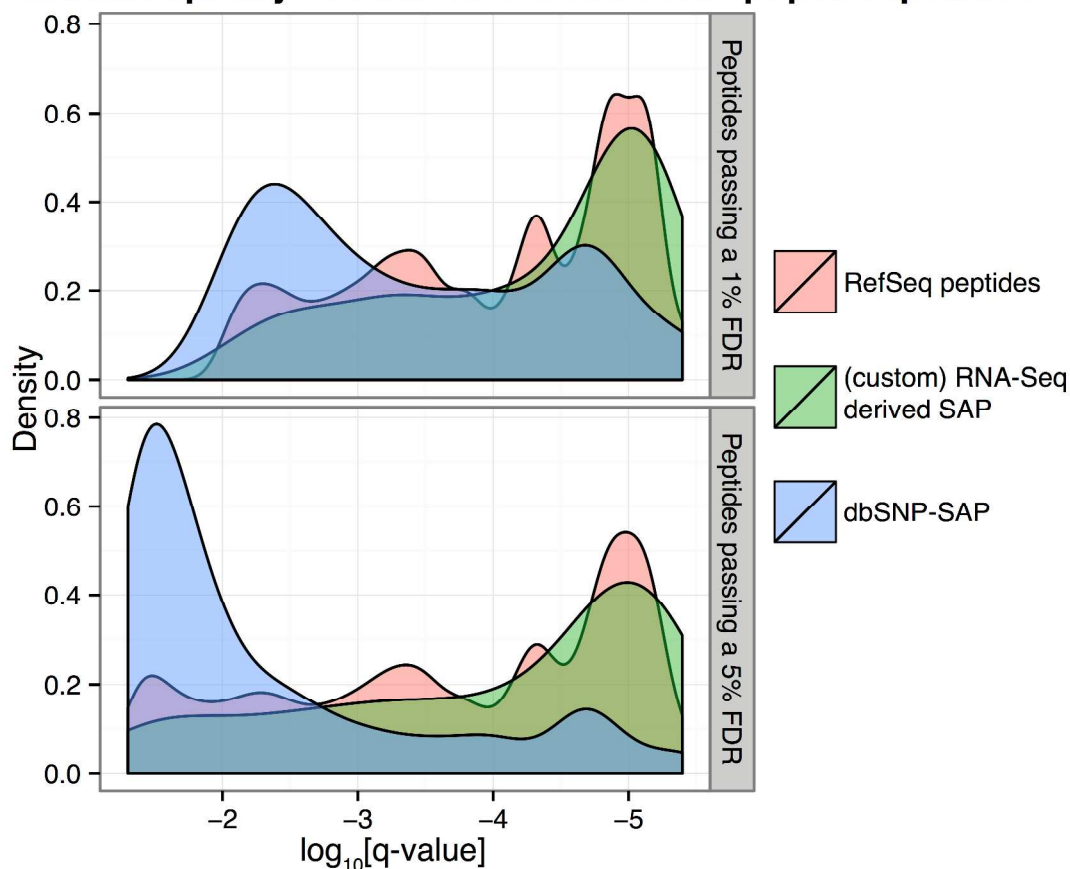 0.8
0.6
0.4
0.2
0.0
Peptides passing a 1% FDR
0.8
0.6
0.4
0.2
0.0
Peptides passing a 5% FDR
Density
−2
−3
−4
−5
log10[q-value]
RefSeq peptides
(custom) RNA-Seq
derived SAP
dbSNP-SAP